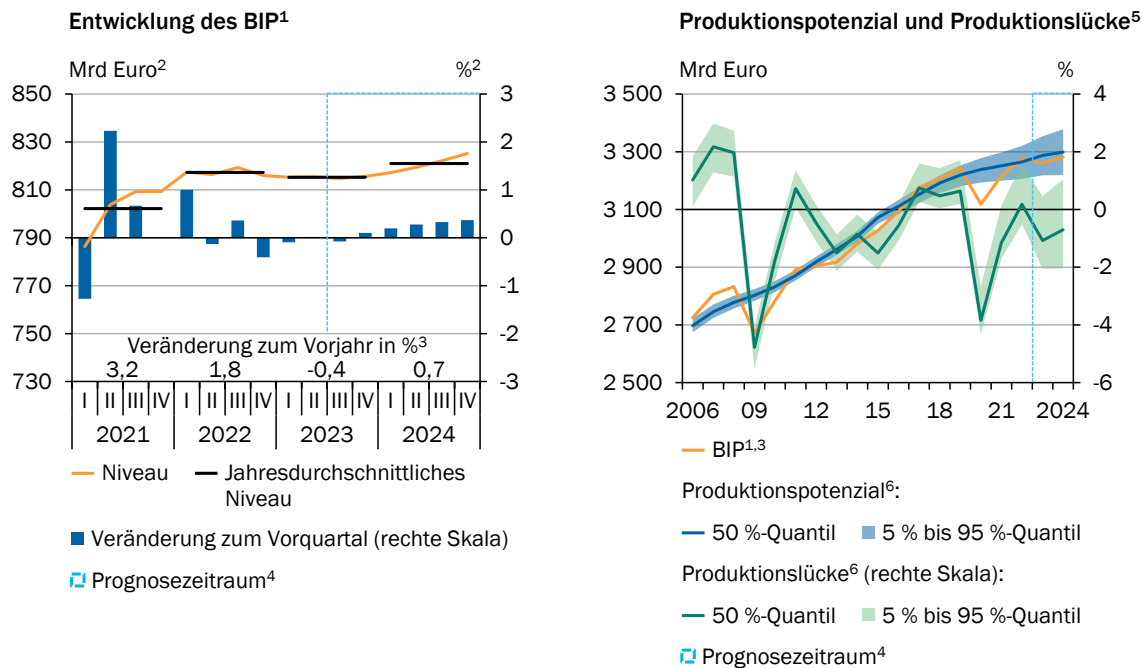 Entwicklung des BIP¹
Mrd Euro² %²
850 3
830 2
810 1
790 0
770 -1
750 -2
730 -3
Veränderung zum Vorjahr in %³
3,2 1,8 -0,4 0,7
I II III IV I II III IV I II III IV I II III IV
2021 2022 2023 2024
Niveau Jahresdurchschnittliches
Niveau
Veränderung zum Vorquartal (rechte Skala)
Prognosezeitraum⁴
Produktionspotenzial und Produktionslücke⁵
Mrd Euro %
3 500 4
3 300 2
3 100 0
2 900 -2
2 700 -4
2 500 -6
2006 09 12 15 18 21 2024
BIP¹,³
Produktionspotenzial⁶:
50 %-Quantil 5 % bis 95 %-Quantil
Produktionslücke⁶ (rechte Skala):
50 %-Quantil 5 % bis 95 %-Quantil
Prognosezeitraum⁴